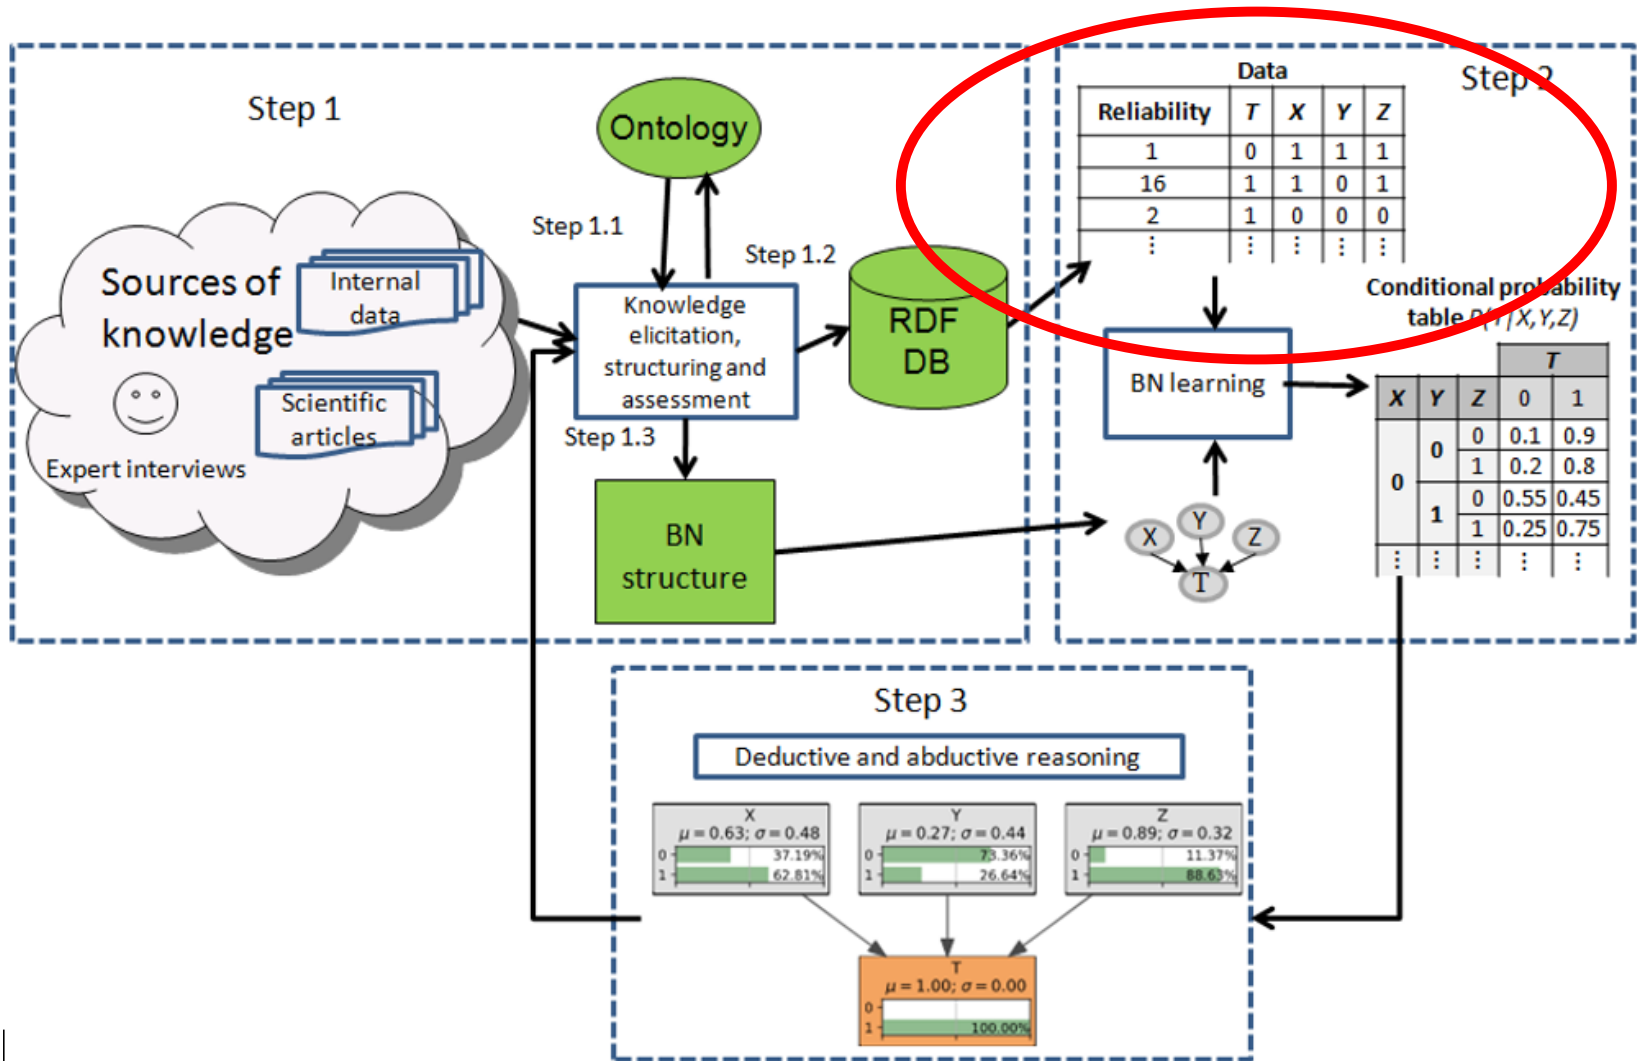 Step 1
Ontology
Step 1.1
Step 1.2
Sources of
knowledge
Internal
data
Scientific
articles
Expert interviews
Knowledge
elicitation,
structuring and
assessment
RDF
DB
Step 1.3
BN
structure
Step 2
Data
Reliability T X Y Z
1 0 1 1 1
16 1 1 0 1
2 1 0 0 0
⋮ ⋮ ⋮ ⋮ ⋮
BN learning
X Y Z
T
Conditional probability
table P(T|X,Y,Z)
T
X Y Z 0 1
0 0 0 0.1 0.9
1 0.2 0.8
1 0 0.55 0.45
1 0.25 0.75
⋮ ⋮ ⋮ ⋮ ⋮
Step 3
Deductive and abductive reasoning
X
μ = 0.63; σ = 0.48
0 37.19%
1 62.81%
Y
μ = 0.27; σ = 0.44
0 73.36%
1 26.64%
Z
μ = 0.89; σ = 0.32
0 11.37%
1 88.63%
T
μ = 1.00; σ = 0.00
0
1 100.00%